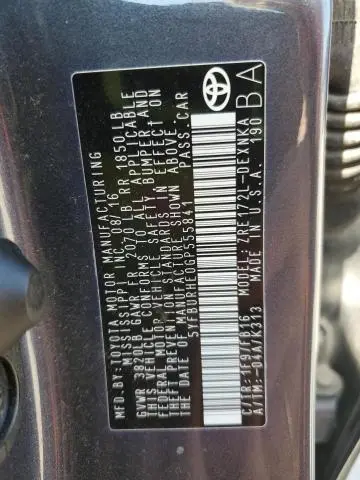 MFD.BY:TOYOTA MOTOR MANUFACTURING
MISSISSIPPI INC. 08/16
GVWR 3820LB GAWR FR 2070 LB RR 1850LB
THIS VEHICLE CONFORMS TO ALL APPLICABLE
FEDERAL MOTOR VEHICLE SAFETY, BUMPER AND
THEFT PREVENTION STANDARDS IN EFFECT ON
THE DATE OF MANUFACTURE SHOWN ABOVE.
5YFBURHE0GP555841 PASS.CAR
C/TR:1F9/FB16 ZRE172L-DEXNKA
A/TM:-04A/K313 MADE IN U.S.A. 190
BA